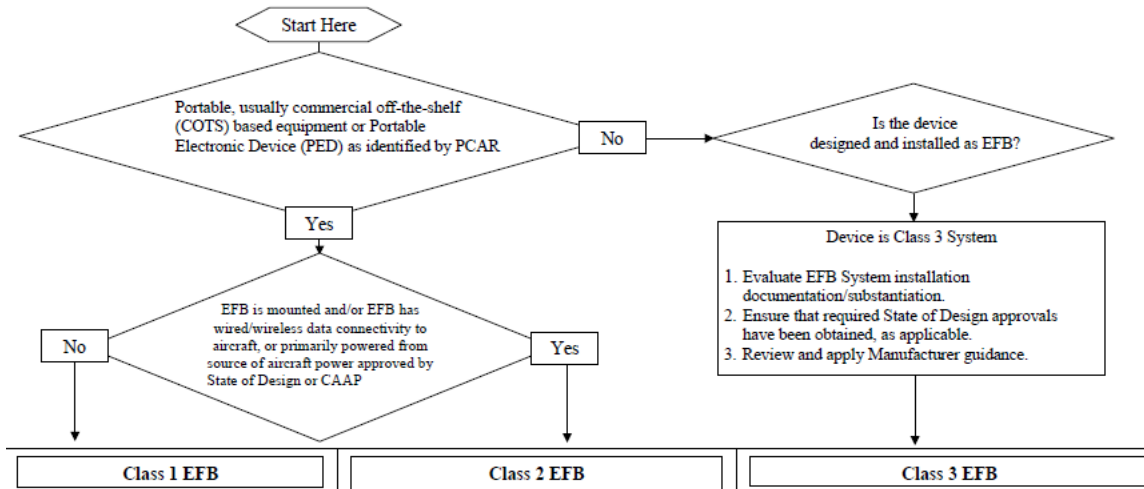 Start Here
Portable, usually commercial off-the-shelf
(COTS) based equipment or Portable
Electronic Device (PED) as identified by PCAR
No
Is the device
designed and installed as EFB?
Yes
Device is Class 3 System
1. Evaluate EFB System installation
documentation/substantiation.
2. Ensure that required State of Design approvals
have been obtained, as applicable.
3. Review and apply Manufacturer guidance.
EFB is mounted and/or EFB has
wired/wireless data connectivity to
aircraft, or primarily powered from
source of aircraft power approved by
State of Design or CAAP
No
Yes
Class 1 EFB
Class 2 EFB
Class 3 EFB